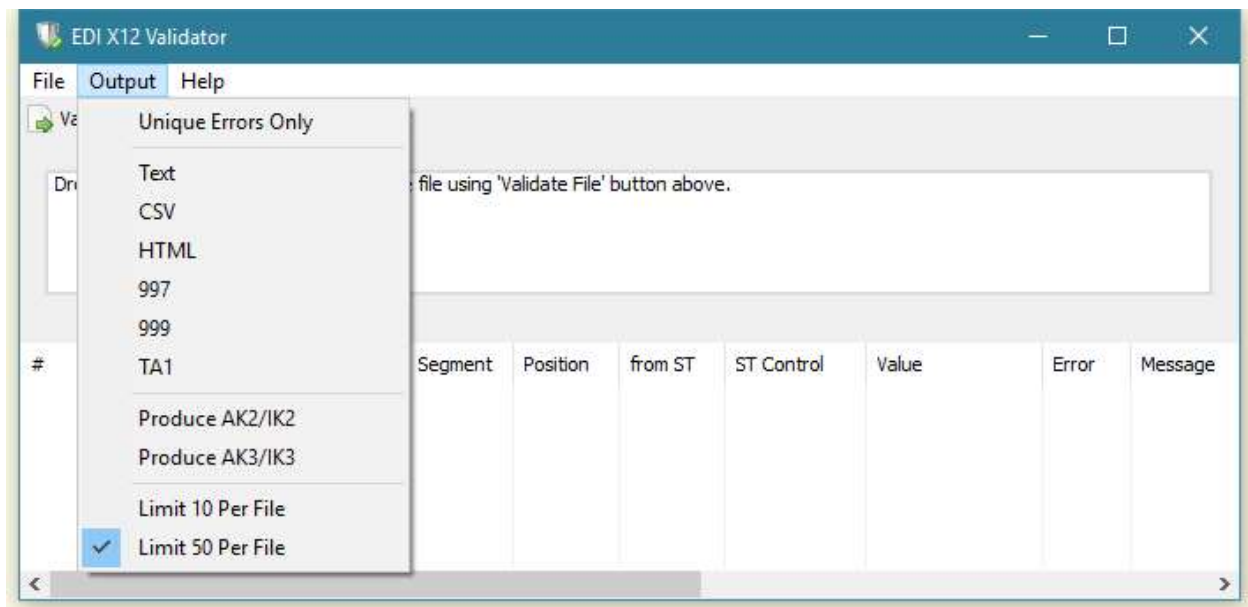 EDI X12 Validator
File Output Help
Va
Unique Errors Only
Text
Dr file using 'Validate File' button above.
CSV
HTML
997
999
# TA1 Segment Position from ST ST Control Value Error Message
Produce AK2/IK2
Produce AK3/IK3
Limit 10 Per File
Limit 50 Per File